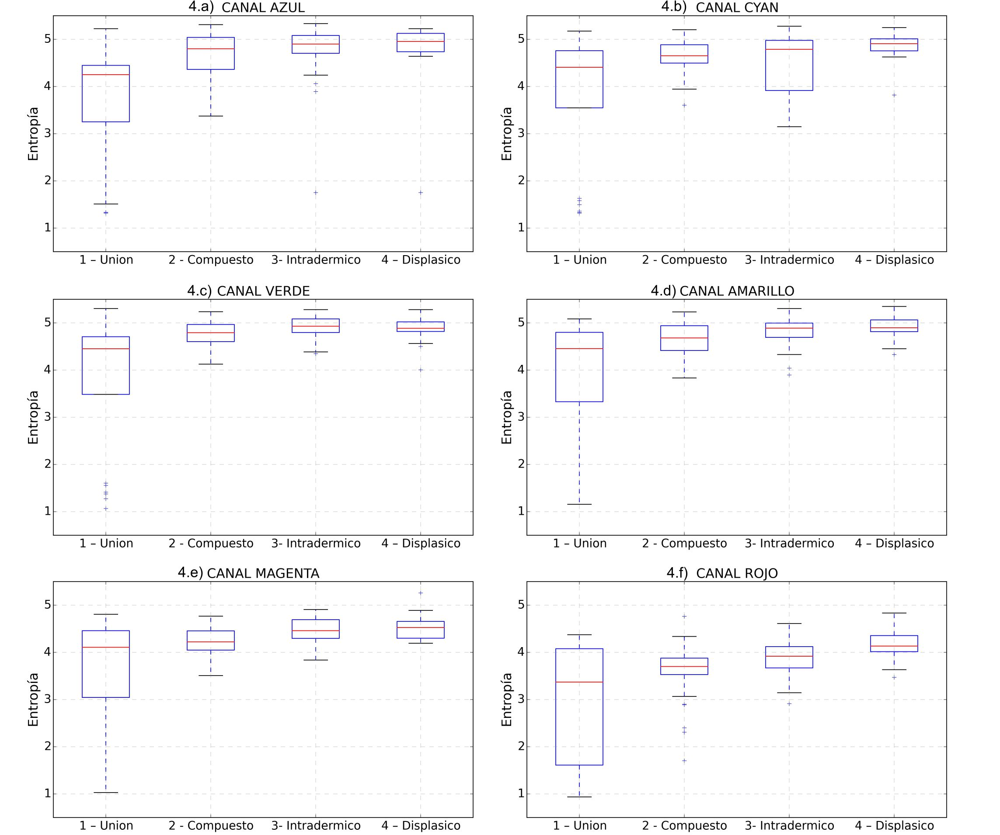 4.a) CANAL AZUL
5
4
3
2
1
Entropía
1 – Union 2 - Compuesto 3- Intradermico 4 – Displasico
4.b) CANAL CYAN
5
4
3
2
1
Entropía
1 – Union 2 - Compuesto 3- Intradermico 4 – Displasico
4.c) CANAL VERDE
5
4
3
2
1
Entropía
1 – Union 2 - Compuesto 3- Intradermico 4 – Displasico
4.d) CANAL AMARILLO
5
4
3
2
1
Entropía
1 – Union 2 - Compuesto 3- Intradermico 4 – Displasico
4.e) CANAL MAGENTA
5
4
3
2
1
Entropía
1 – Union 2 - Compuesto 3- Intradermico 4 – Displasico
4.f) CANAL ROJO
5
4
3
2
1
Entropía
1 – Union 2 - Compuesto 3- Intradermico 4 – Displasico